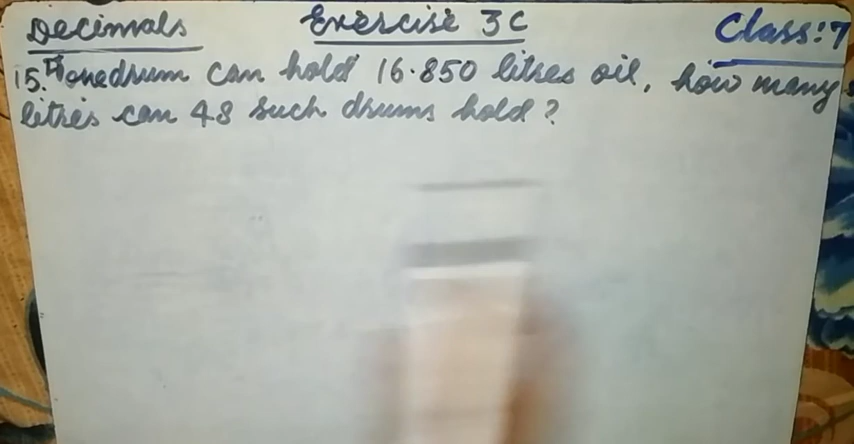 Decimals Exercise 3C Class:7
15. If one drum can hold 16.850 litres oil, how many
litres can 48 such drums hold?